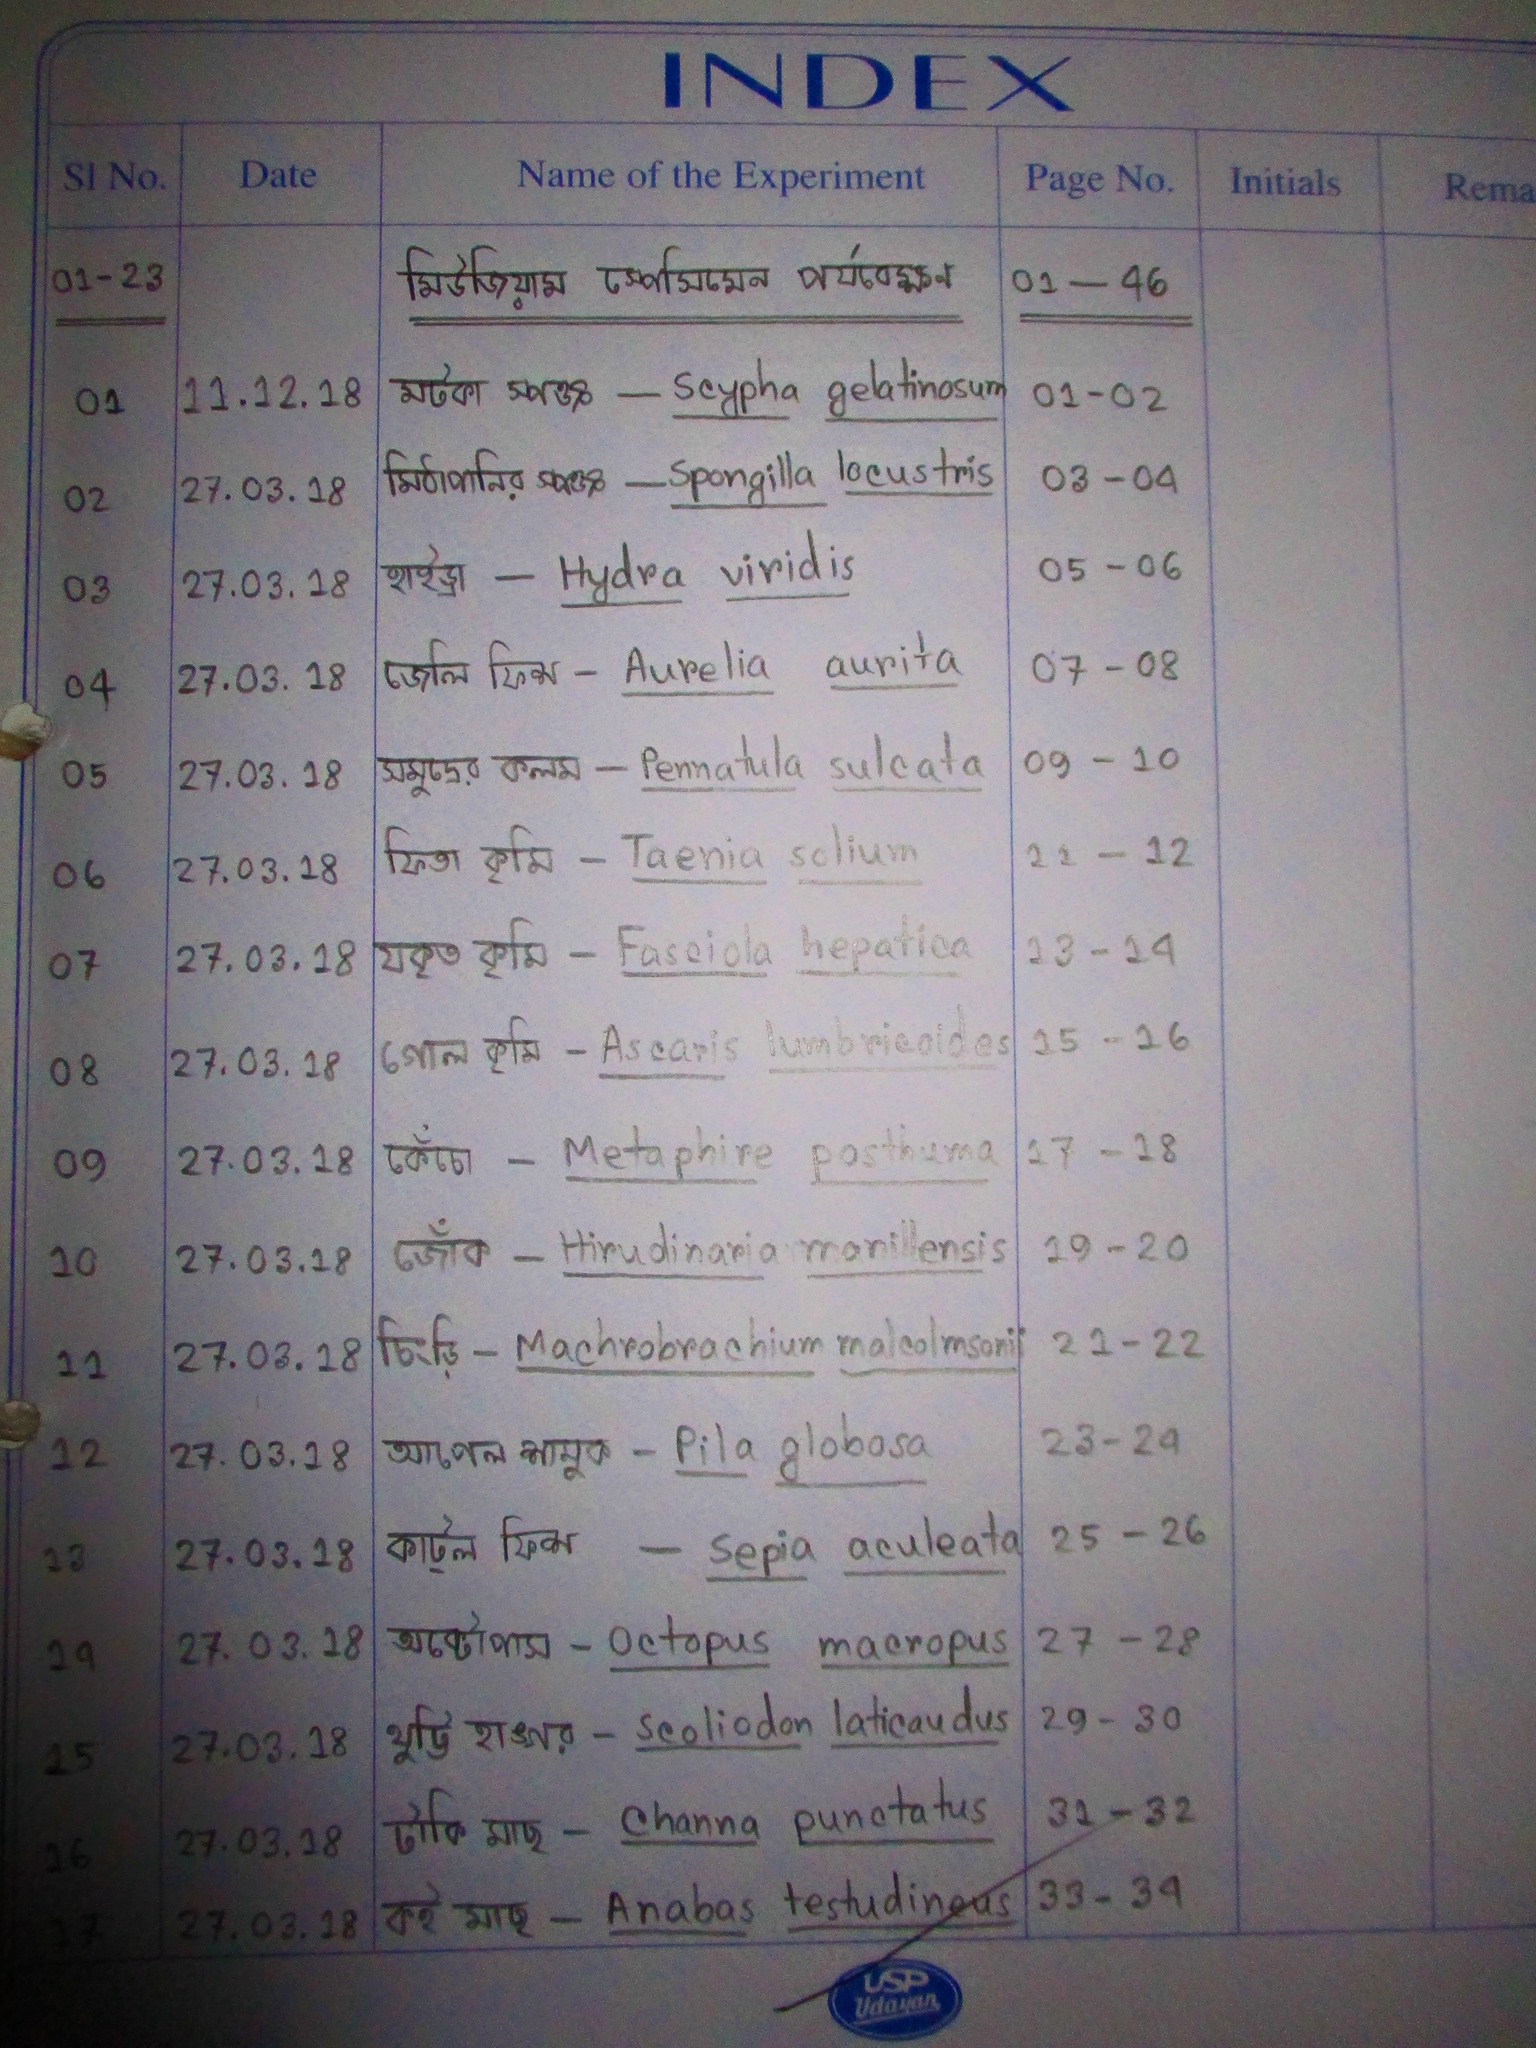 INDEX
Sl No. Date Name of the Experiment Page No. Initials Rema
01-23 মিউজিয়াম স্পেসিমেন পর্যবেক্ষণ 01 — 46
01 11.12.18 মটকা স্পঞ্জ — Scypha gelatinosum 01-02
02 27.03.18 মিঠাপানির স্পঞ্জ — Spongilla locustris 03-04
03 27.03.18 হাইড্রা — Hydra viridis 05-06
04 27.03.18 জেলি ফিশ - Aurelia aurita 07-08
05 27.03.18 সমুদ্রের কলম — Pennatula sulcata 09-10
06 27.03.18 ফিতা কৃমি - Taenia solium 11-12
07 27.03.18 যকৃত কৃমি - Fasciola hepatica 13-14
08 27.03.18 গোল কৃমি - Ascaris lumbricoides 15-16
09 27.03.18 কেঁচো - Metaphire posthuma 17-18
10 27.03.18 জোঁক - Hirudinaria manillensis 19-20
11 27.03.18 চিংড়ি - Machrobrachium malcolmsonii 21-22
12 27.03.18 আপেল শামুক - Pila globosa 23-24
13 27.03.18 কাট্ল ফিশ — Sepia aculeata 25-26
14 27.03.18 অক্টোপাস - Octopus macropus 27-28
15 27.03.18 থুট্টি হাঙ্গর - Scoliodon laticaudus 29-30
16 27.03.18 টাকি মাছ - Channa punctatus 31-32
17 27.03.18 কই মাছ - Anabas testudineus 33-34
USP
Udayan